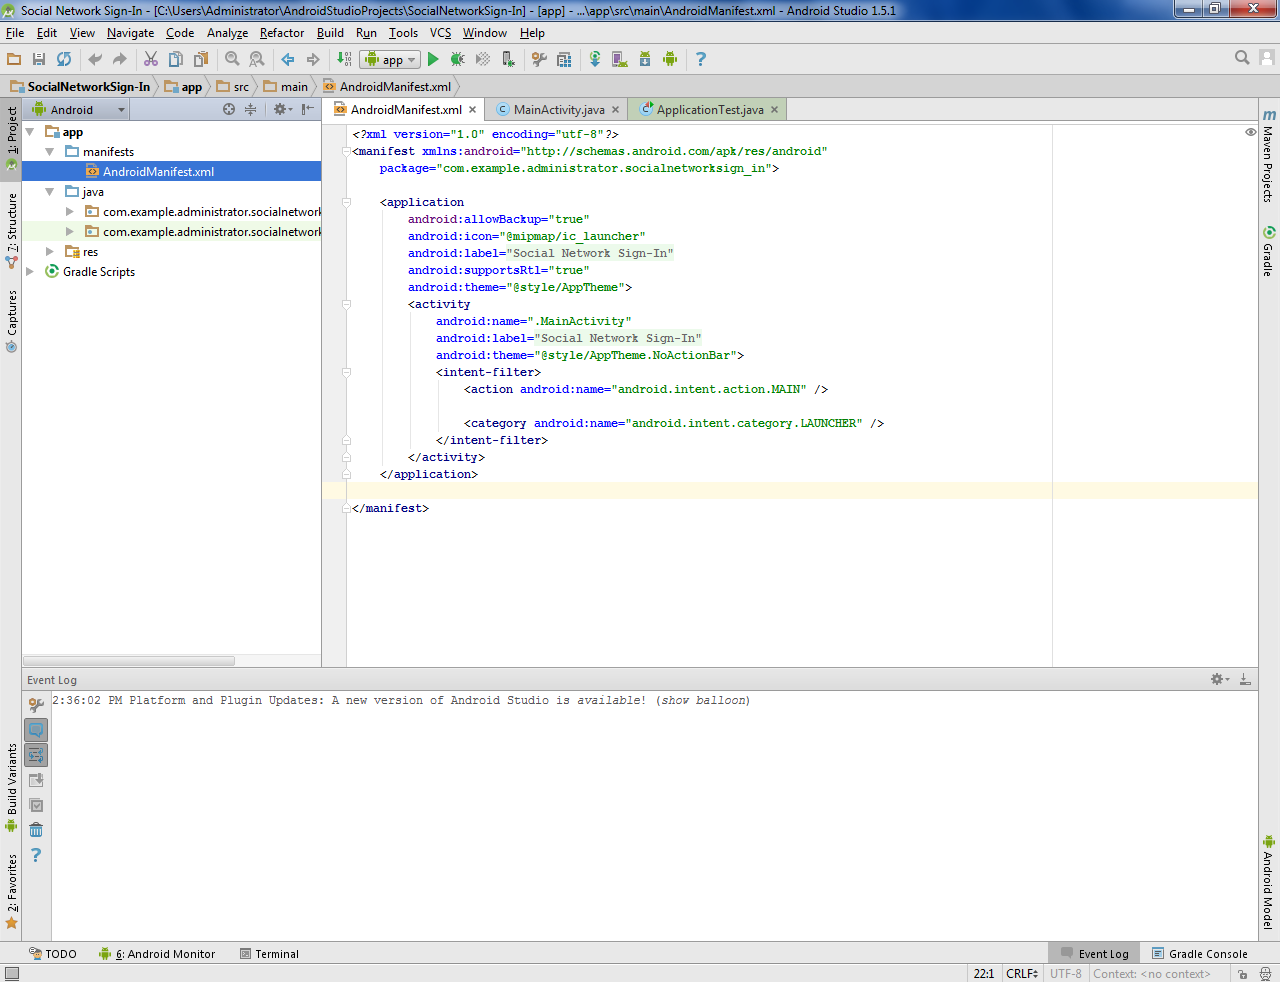 Social Network Sign-In - [C:\Users\Administrator\AndroidStudioProjects\SocialNetworkSign-In] - [app] - ...\app\src\main\AndroidManifest.xml - Android Studio 1.5.1
File Edit View Navigate Code Analyze Refactor Build Run Tools VCS Window Help
app
SocialNetworkSign-In app src main AndroidManifest.xml
Android
AndroidManifest.xml MainActivity.java ApplicationTest.java
1: Project
7: Structure
Captures
Build Variants
2: Favorites
app
manifests
AndroidManifest.xml
java
com.example.administrator.socialnetwork
com.example.administrator.socialnetwork
res
Gradle Scripts
<?xml version="1.0" encoding="utf-8"?>
<manifest xmlns:android="http://schemas.android.com/apk/res/android"
package="com.example.administrator.socialnetworksign_in">
<application
android:allowBackup="true"
android:icon="@mipmap/ic_launcher"
android:label="Social Network Sign-In"
android:supportsRtl="true"
android:theme="@style/AppTheme">
<activity
android:name=".MainActivity"
android:label="Social Network Sign-In"
android:theme="@style/AppTheme.NoActionBar">
<intent-filter>
<action android:name="android.intent.action.MAIN" />
<category android:name="android.intent.category.LAUNCHER" />
</intent-filter>
</activity>
</application>
</manifest>
m Maven Projects
Gradle
Android Model
Event Log
2:36:02 PM Platform and Plugin Updates: A new version of Android Studio is available! (show balloon)
TODO 6: Android Monitor Terminal Event Log Gradle Console
22:1 CRLF UTF-8 Context: <no context>